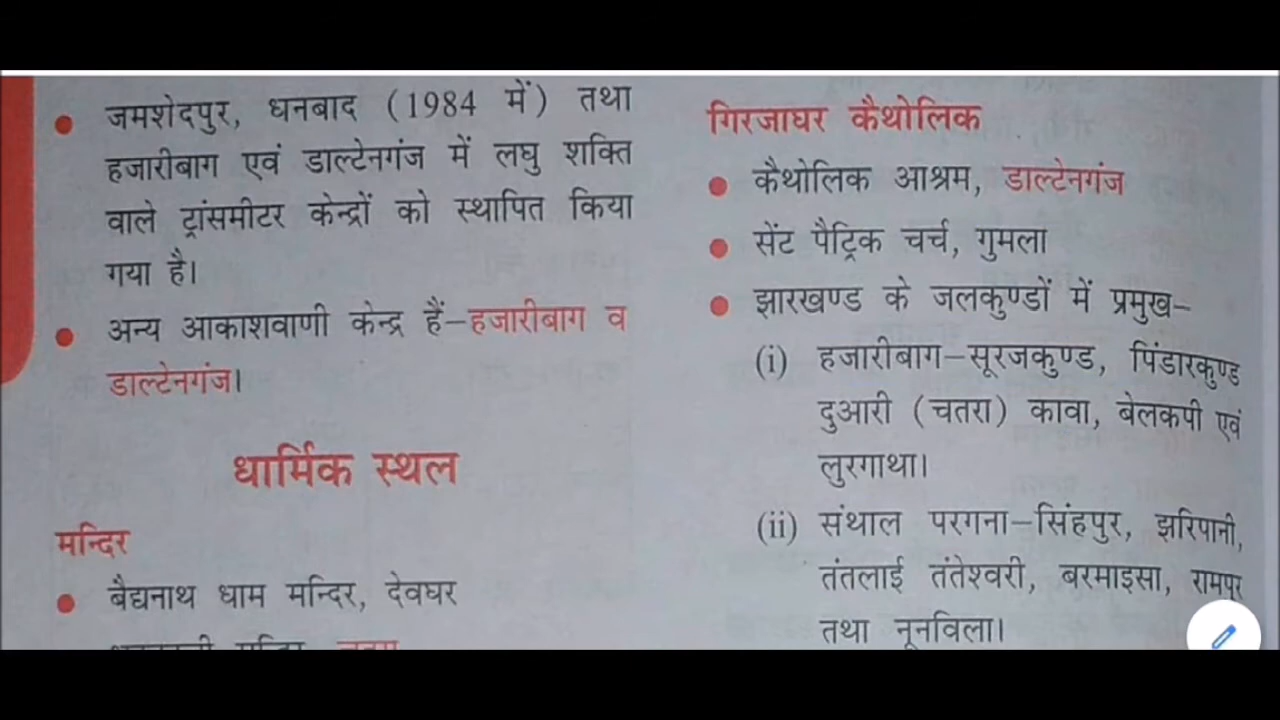 जमशेदपुर, धनबाद (1984 में) तथा
हजारीबाग एवं डाल्टेनगंज में लघु शक्ति
वाले ट्रांसमीटर केन्द्रों को स्थापित किया
गया है।
अन्य आकाशवाणी केन्द्र हैं–हजारीबाग व
डाल्टेनगंज।
धार्मिक स्थल
मन्दिर
बैद्यनाथ धाम मन्दिर, देवघर
गिरजाघर कैथोलिक
कैथोलिक आश्रम, डाल्टेनगंज
सेंट पैट्रिक चर्च, गुमला
झारखण्ड के जलकुण्डों में प्रमुख–
(i) हजारीबाग–सूरजकुण्ड, पिंडारकुण्ड
दुआरी (चतरा) कावा, बेलकपी एवं
लुरगाथा।
(ii) संथाल परगना–सिंहपुर, झरिपानी,
तंतलाई तंतेश्वरी, बरमाइसा, रामपुर
तथा नूनविला।